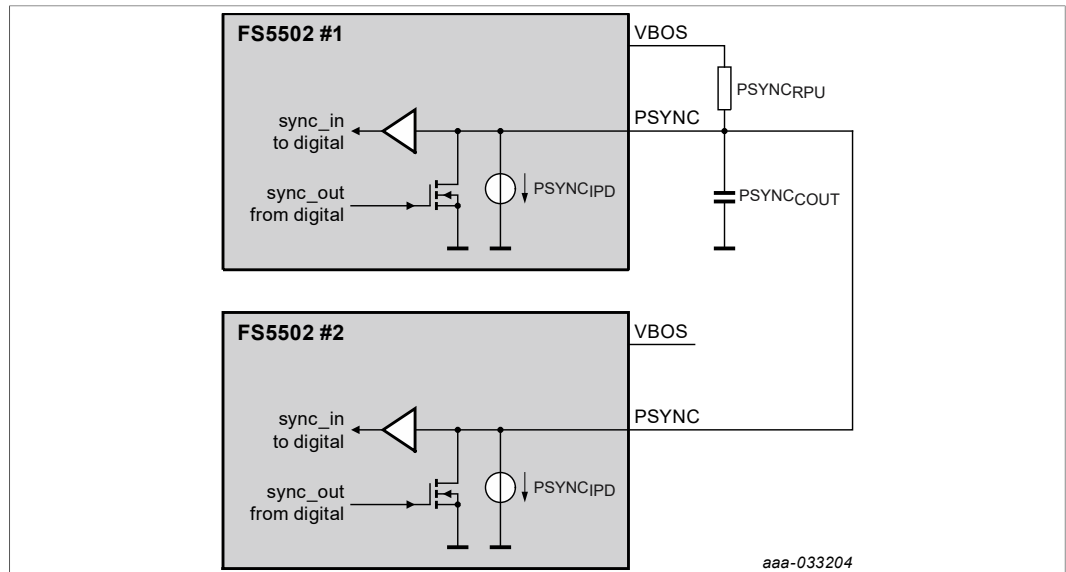 FS5502 #1
VBOS
PSYNCRPU
PSYNC
sync_in
to digital
PSYNCIPD
PSYNCCOUT
sync_out
from digital
FS5502 #2
VBOS
PSYNC
sync_in
to digital
PSYNCIPD
sync_out
from digital
aaa-033204